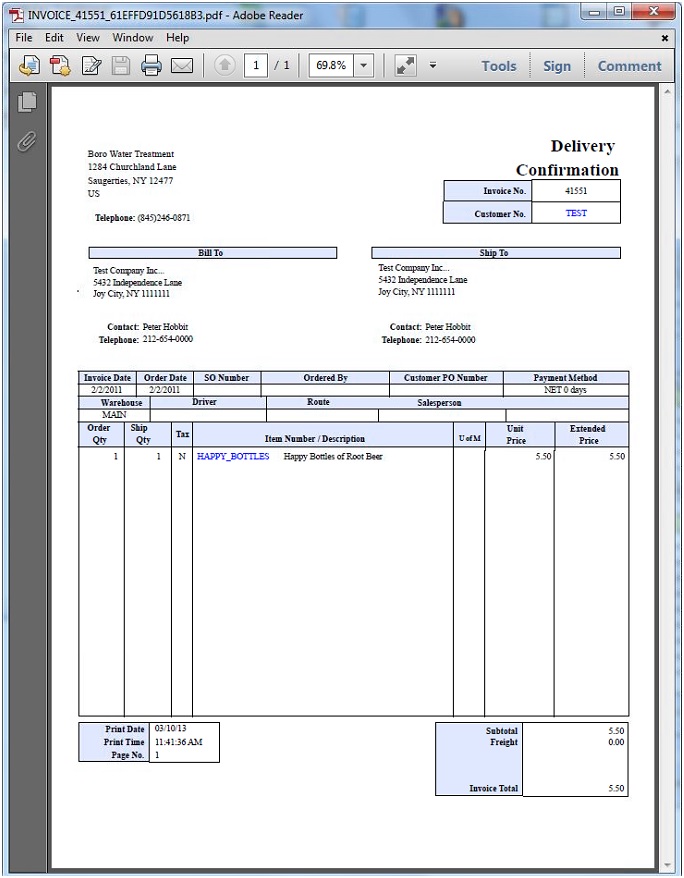 INVOICE_41551_61EFFD91D5618B3.pdf - Adobe Reader
File Edit View Window Help
1 / 1 69.8% Tools Sign Comment
Delivery
Confirmation
Boro Water Treatment
1284 Churchland Lane
Saugerties, NY 12477
US
Telephone: (845)246-0871
Invoice No. 41551
Customer No. TEST
Bill To
Test Company Inc...
5432 Independence Lane
Joy City, NY 1111111
Contact: Peter Hobbit
Telephone: 212-654-0000
Ship To
Test Company Inc...
5432 Independence Lane
Joy City, NY 1111111
Contact: Peter Hobbit
Telephone: 212-654-0000
Invoice Date Order Date SO Number Ordered By Customer PO Number Payment Method
2/2/2011 2/2/2011 NET 0 days
Warehouse Driver Route Salesperson
MAIN
Order Qty Ship Qty Tax Item Number / Description U of M Unit Price Extended Price
1 1 N HAPPY_BOTTLES Happy Bottles of Root Beer 5.50 5.50
Print Date 03/10/13
Print Time 11:41:36 AM
Page No. 1
Subtotal 5.50
Freight 0.00
Invoice Total 5.50